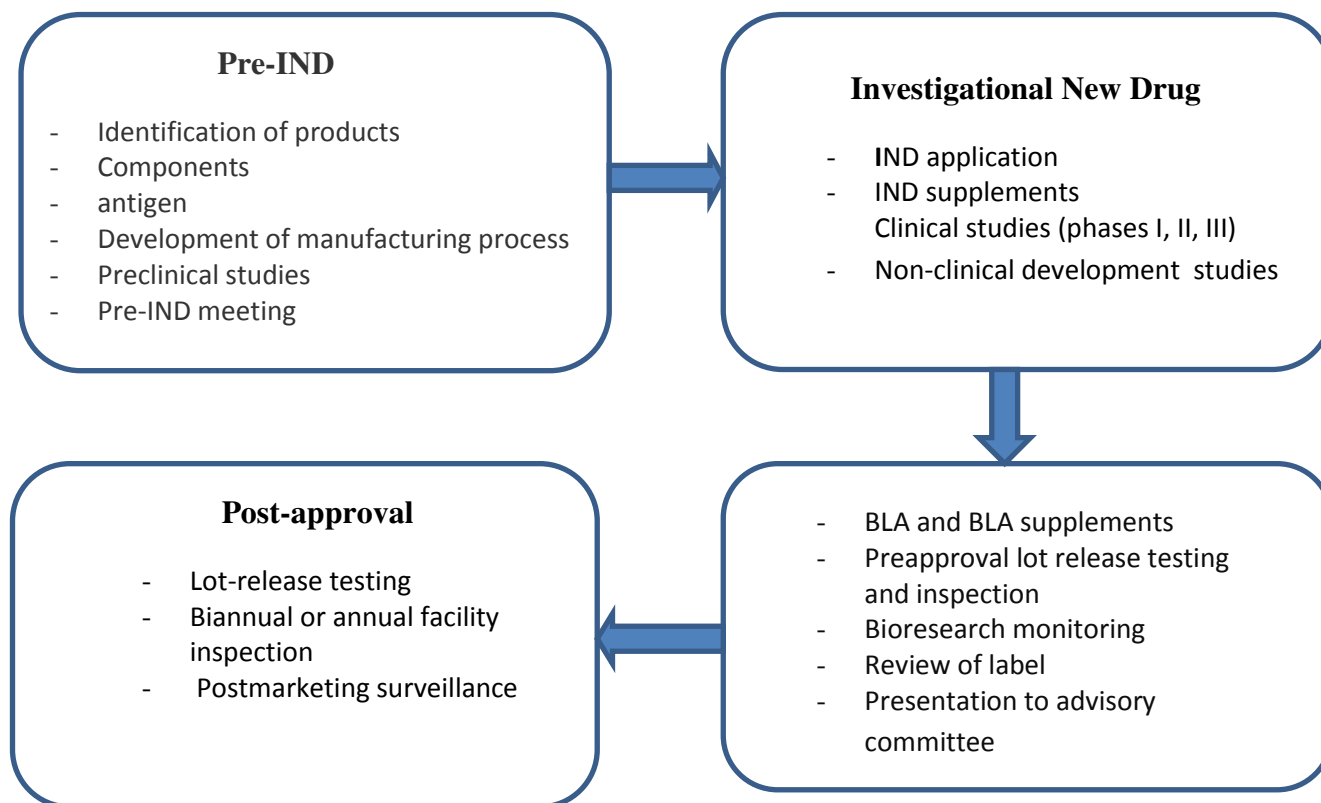 Pre-IND
- Identification of products
- Components
- antigen
- Development of manufacturing process
- Preclinical studies
- Pre-IND meeting
Investigational New Drug
- IND application
- IND supplements
Clinical studies (phases I, II, III)
- Non-clinical development studies
- BLA and BLA supplements
- Preapproval lot release testing
and inspection
- Bioresearch monitoring
- Review of label
- Presentation to advisory
committee
Post-approval
- Lot-release testing
- Biannual or annual facility
inspection
- Postmarketing surveillance